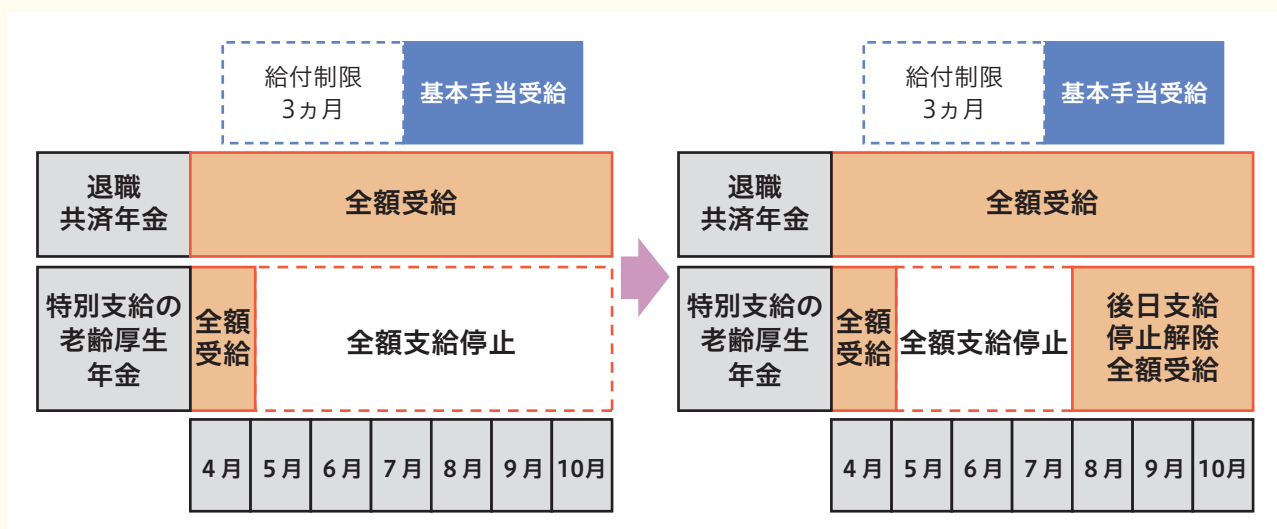 給付制限
3ヵ月
基本手当受給
退職
共済年金
全額受給
特別支給の
老齢厚生
年金
全額
受給
全額支給停止
4月
5月
6月
7月
8月
9月
10月
給付制限
3ヵ月
基本手当受給
退職
共済年金
全額受給
特別支給の
老齢厚生
年金
全額
受給
全額支給停止
後日支給
停止解除
全額受給
4月
5月
6月
7月
8月
9月
10月